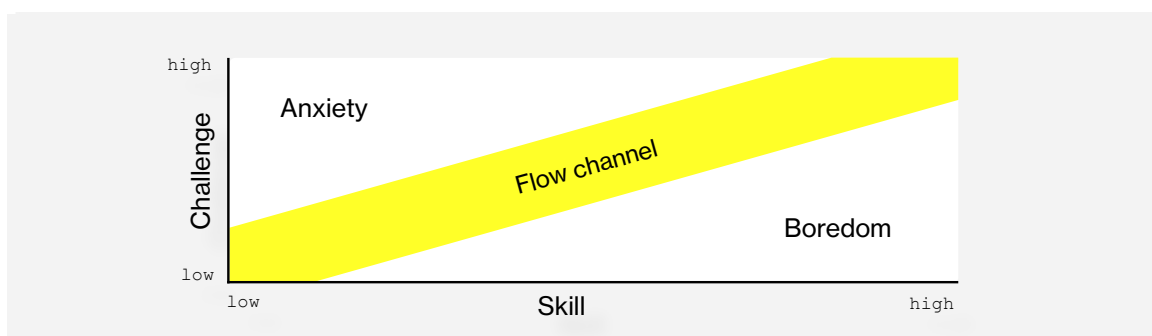 high
Anxiety
Challenge
Flow channel
Boredom
low
low
Skill
high